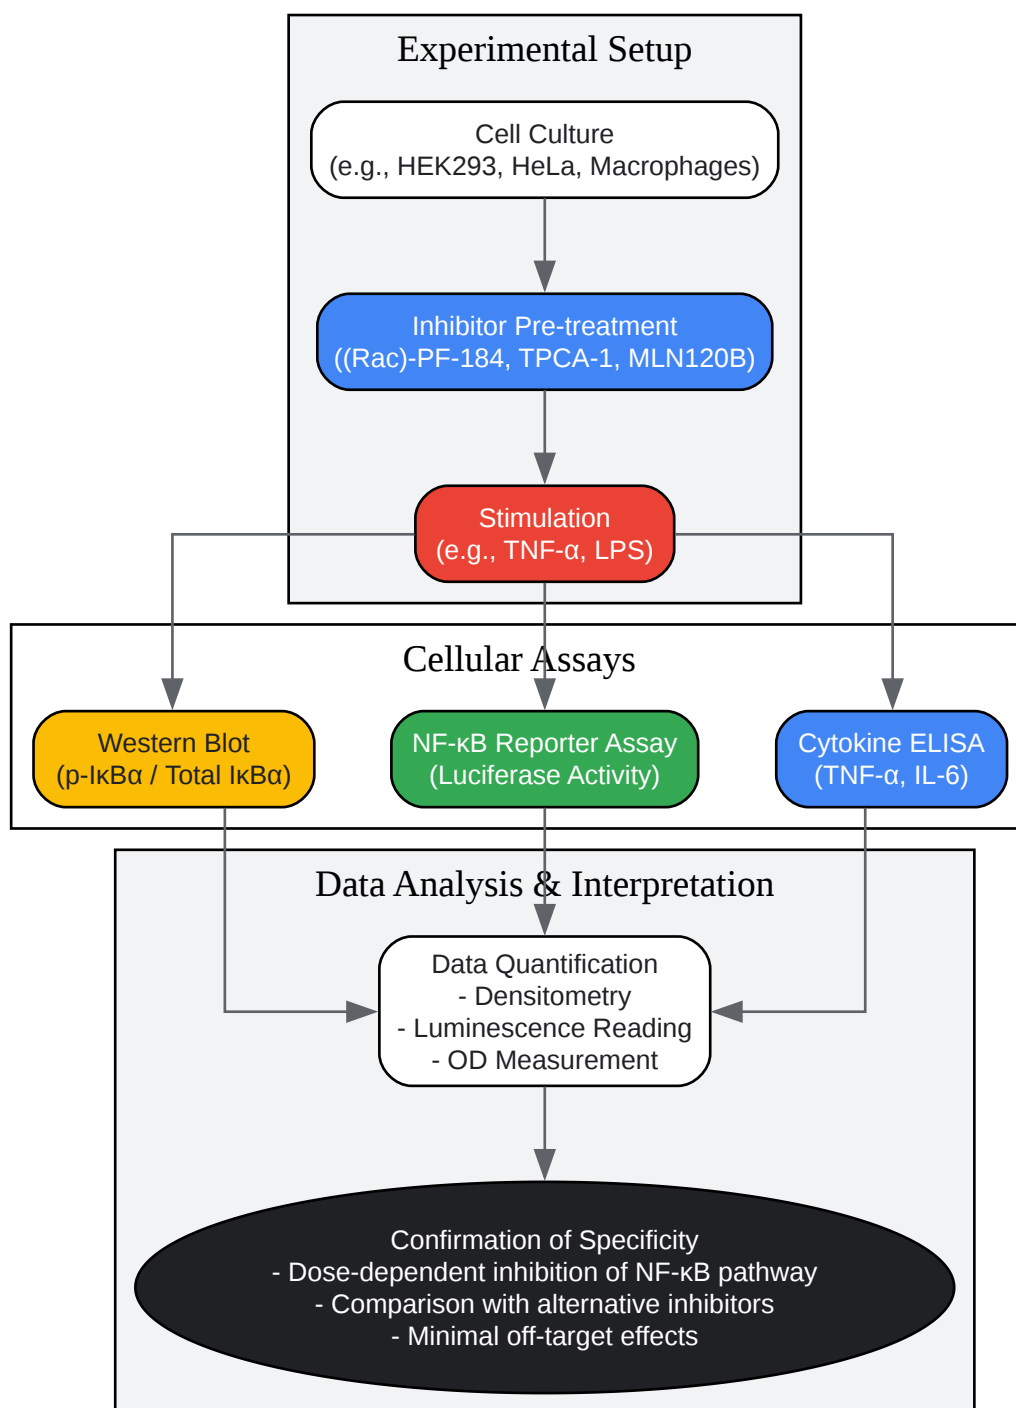 Experimental Setup
Cell Culture
(e.g., HEK293, HeLa, Macrophages)
Inhibitor Pre-treatment
((Rac)-PF-184, TPCA-1, MLN120B)
Stimulation
(e.g., TNF-α, LPS)
Cellular Assays
Western Blot
(p-IκBα / Total IκBα)
NF-κB Reporter Assay
(Luciferase Activity)
Cytokine ELISA
(TNF-α, IL-6)
Data Analysis & Interpretation
Data Quantification
- Densitometry
- Luminescence Reading
- OD Measurement
Confirmation of Specificity
- Dose-dependent inhibition of NF-κB pathway
- Comparison with alternative inhibitors
- Minimal off-target effects